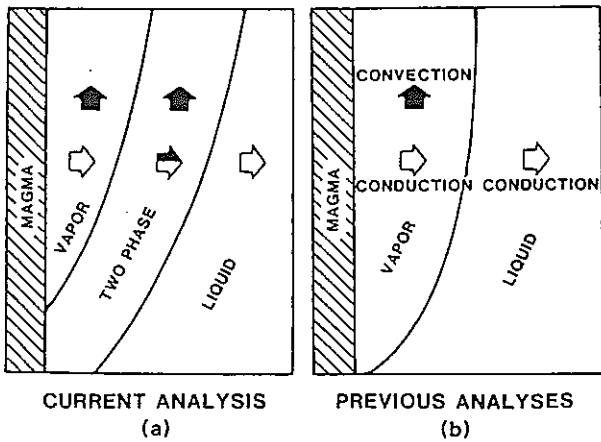 MAGMA
VAPOR
TWO PHASE
LIQUID
CURRENT ANALYSIS
(a)
CONVECTION
CONDUCTION CONDUCTION
MAGMA
VAPOR
LIQUID
PREVIOUS ANALYSES
(b)